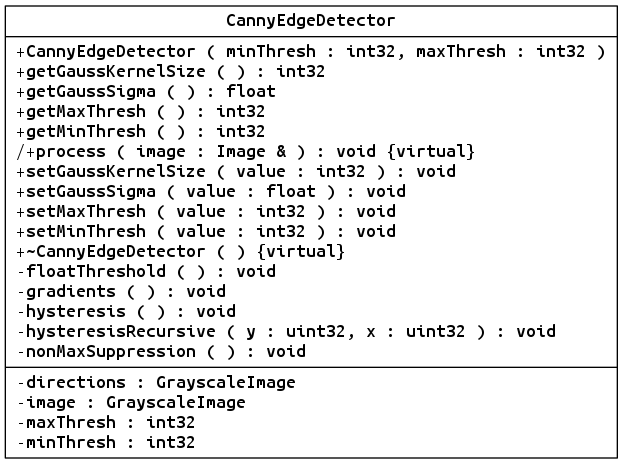 CannyEdgeDetector
+CannyEdgeDetector ( minThresh : int32, maxThresh : int32 )
+getGaussKernelSize ( ) : int32
+getGaussSigma ( ) : float
+getMaxThresh ( ) : int32
+getMinThresh ( ) : int32
/+process ( image : Image & ) : void {virtual}
+setGaussKernelSize ( value : int32 ) : void
+setGaussSigma ( value : float ) : void
+setMaxThresh ( value : int32 ) : void
+setMinThresh ( value : int32 ) : void
+~CannyEdgeDetector ( ) {virtual}
-floatThreshold ( ) : void
-gradients ( ) : void
-hysteresis ( ) : void
-hysteresisRecursive ( y : uint32, x : uint32 ) : void
-nonMaxSuppression ( ) : void
-directions : GrayscaleImage
-image : GrayscaleImage
-maxThresh : int32
-minThresh : int32